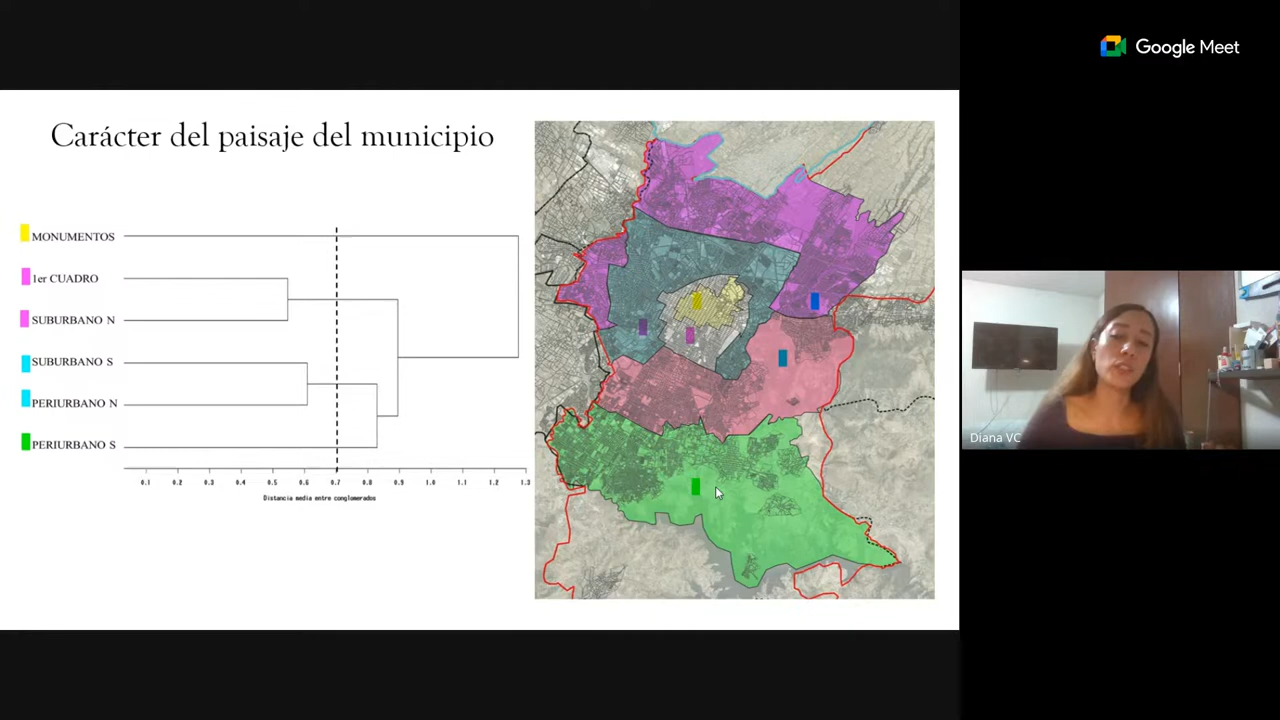 Google Meet
Carácter del paisaje del municipio
MONUMENTOS
1er CUADRO
SUBURBANO N
SUBURBANO S
PERIURBANO N
PERIURBANO S
0.1 0.2 0.3 0.4 0.5 0.6 0.7 0.8 0.9 1.0 1.1 1.2 1.3
Distancia media entre conglomerados
Diana VC